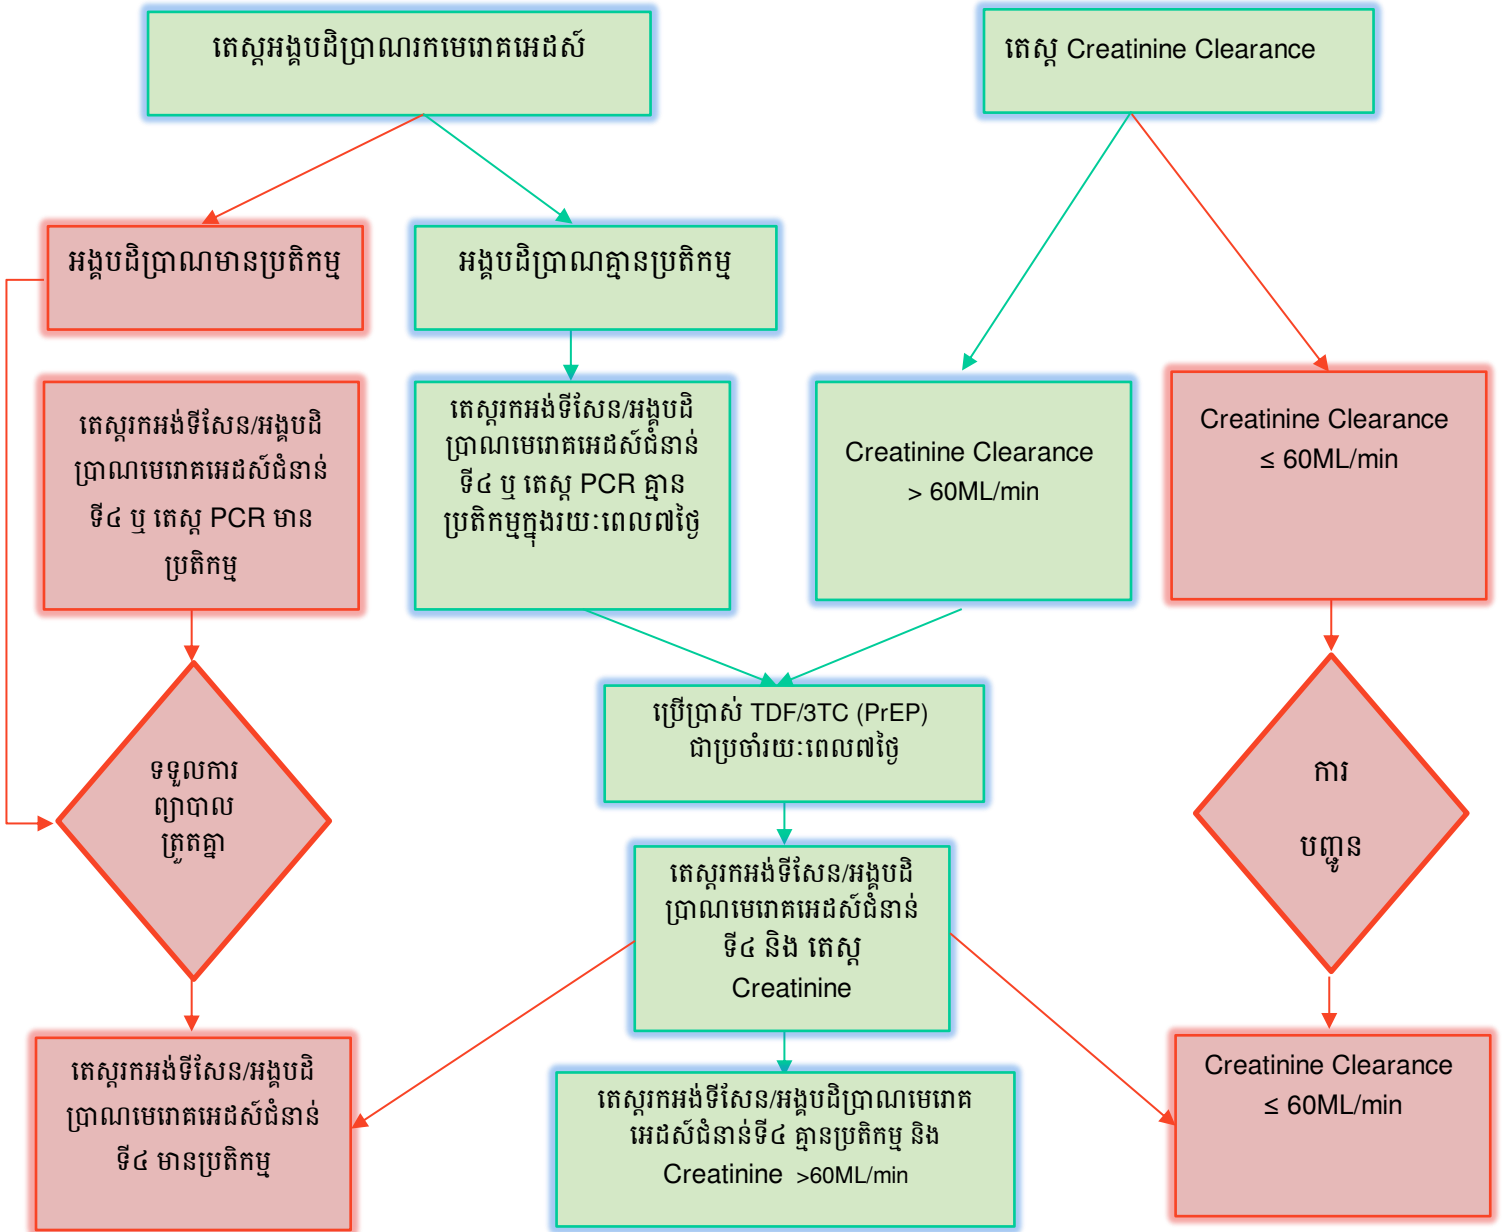 តេស្តអង្គបដិប្រាណរកមេរោគអេដស៍
តេស្ត Creatinine Clearance
អង្គបដិប្រាណមានប្រតិកម្ម
អង្គបដិប្រាណគ្មានប្រតិកម្ម
តេស្តរកអង់ទីសែន/អង្គបដិ
ប្រាណមេរោគអេដស៍ជំនាន់
ទី៤ ឬ តេស្ត PCR មាន
ប្រតិកម្ម
តេស្តរកអង់ទីសែន/អង្គបដិ
ប្រាណមេរោគអេដស៍ជំនាន់
ទី៤ ឬ តេស្ត PCR គ្មាន
ប្រតិកម្មក្នុងរយៈពេល៧ថ្ងៃ
Creatinine Clearance
> 60ML/min
Creatinine Clearance
≤ 60ML/min
ប្រើប្រាស់ TDF/3TC (PrEP)
ជាប្រចាំរយៈពេល៧ថ្ងៃ
ទទួលការ
ព្យាបាល
ត្រួតគ្នា
ការ
បញ្ជូន
តេស្តរកអង់ទីសែន/អង្គបដិ
ប្រាណមេរោគអេដស៍ជំនាន់
ទី៤ និង តេស្ត
Creatinine
តេស្តរកអង់ទីសែន/អង្គបដិ
ប្រាណមេរោគអេដស៍ជំនាន់
ទី៤ មានប្រតិកម្ម
តេស្តរកអង់ទីសែន/អង្គបដិប្រាណមេរោគ
អេដស៍ជំនាន់ទី៤ គ្មានប្រតិកម្ម និង
Creatinine >60ML/min
Creatinine Clearance
≤ 60ML/min